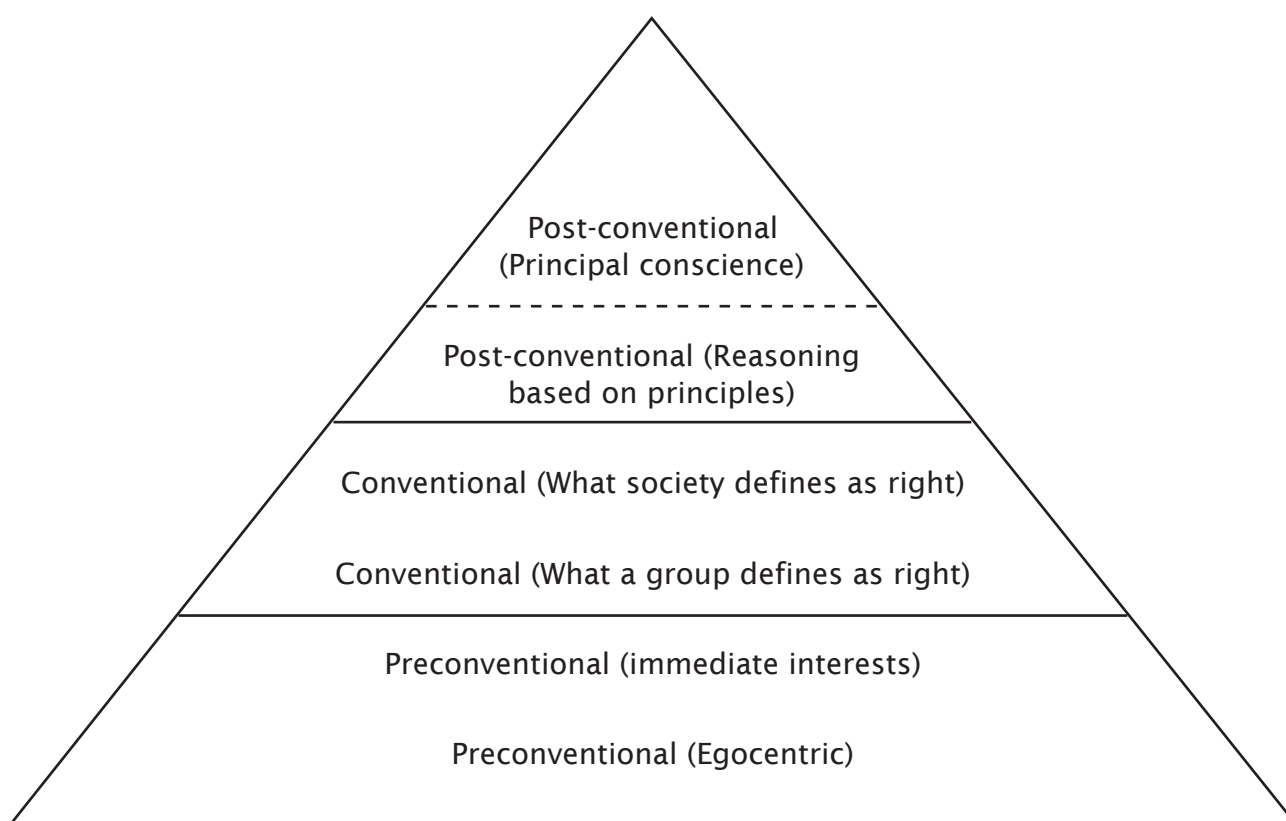 Post-conventional
(Principal conscience)
Post-conventional (Reasoning
based on principles)
Conventional (What society defines as right)
Conventional (What a group defines as right)
Preconventional (immediate interests)
Preconventional (Egocentric)